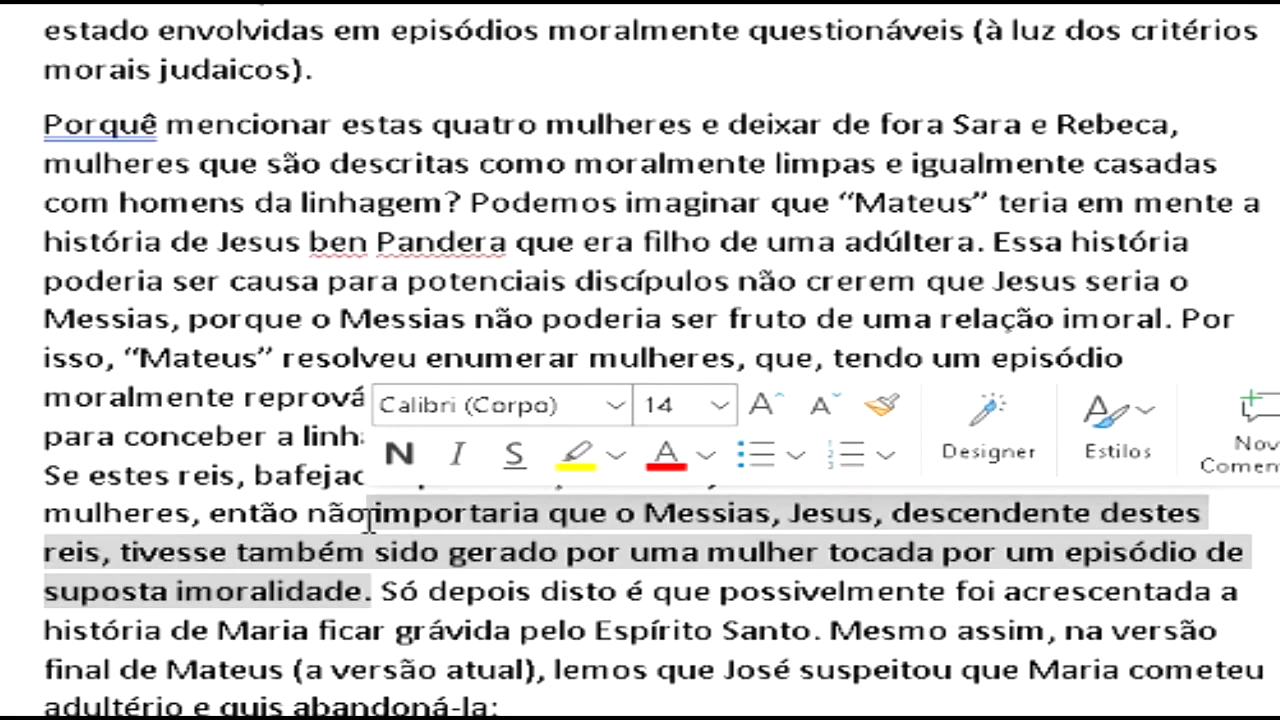 estado envolvidas em episódios moralmente questionáveis (à luz dos critérios
morais judaicos).
Porquê mencionar estas quatro mulheres e deixar de fora Sara e Rebeca,
mulheres que são descritas como moralmente limpas e igualmente casadas
com homens da linhagem? Podemos imaginar que “Mateus” teria em mente a
história de Jesus ben Pandera que era filho de uma adúltera. Essa história
poderia ser causa para potenciais discípulos não crerem que Jesus seria o
Messias, porque o Messias não poderia ser fruto de uma relação imoral. Por
isso, “Mateus” resolveu enumerar mulheres, que, tendo um episódio
moralmente reprová
Calibri (Corpo) 14
para conceber a linh
N I S A Designer Estilos Nov
Comen
Se estes reis, bafejad
mulheres, então não importaria que o Messias, Jesus, descendente destes
reis, tivesse também sido gerado por uma mulher tocada por um episódio de
suposta imoralidade. Só depois disto é que possivelmente foi acrescentada a
história de Maria ficar grávida pelo Espírito Santo. Mesmo assim, na versão
final de Mateus (a versão atual), lemos que José suspeitou que Maria cometeu
adultério e quis abandoná-la: